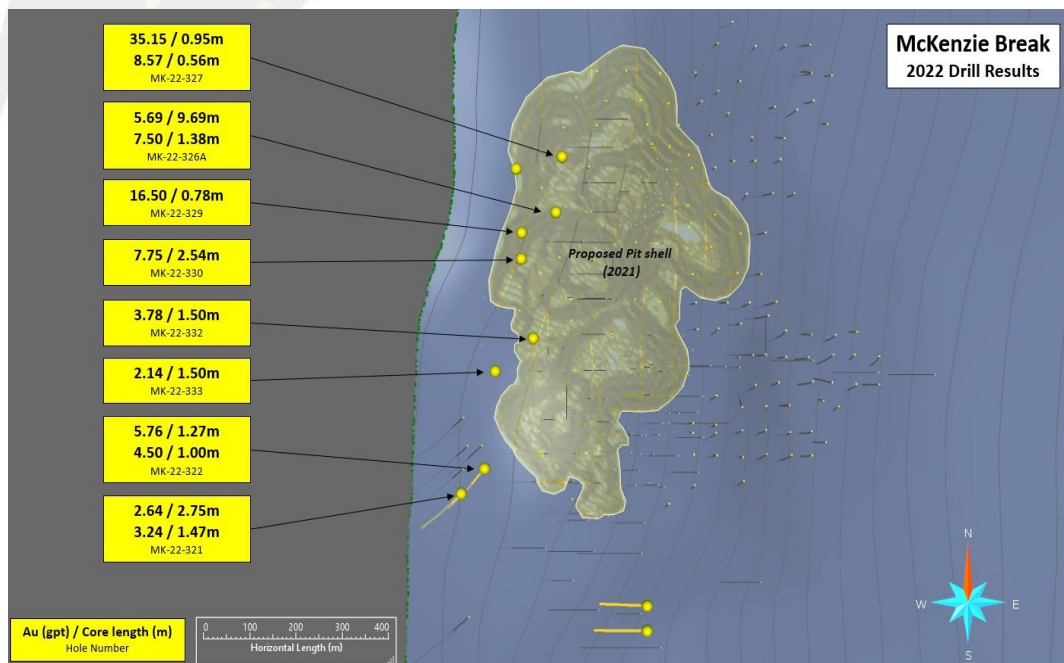 35.15 / 0.95m
8.57 / 0.56m
MK-22-327
5.69 / 9.69m
7.50 / 1.38m
MK-22-326A
16.50 / 0.78m
MK-22-329
7.75 / 2.54m
MK-22-330
3.78 / 1.50m
MK-22-332
2.14 / 1.50m
MK-22-333
5.76 / 1.27m
4.50 / 1.00m
MK-22-322
2.64 / 2.75m
3.24 / 1.47m
MK-22-321
McKenzie Break
2022 Drill Results
Proposed Pit shell
(2021)
Au (gpt) / Core length (m)
Hole Number
0 100 200 300 400
Horizontal Length (m)
N
W E
S